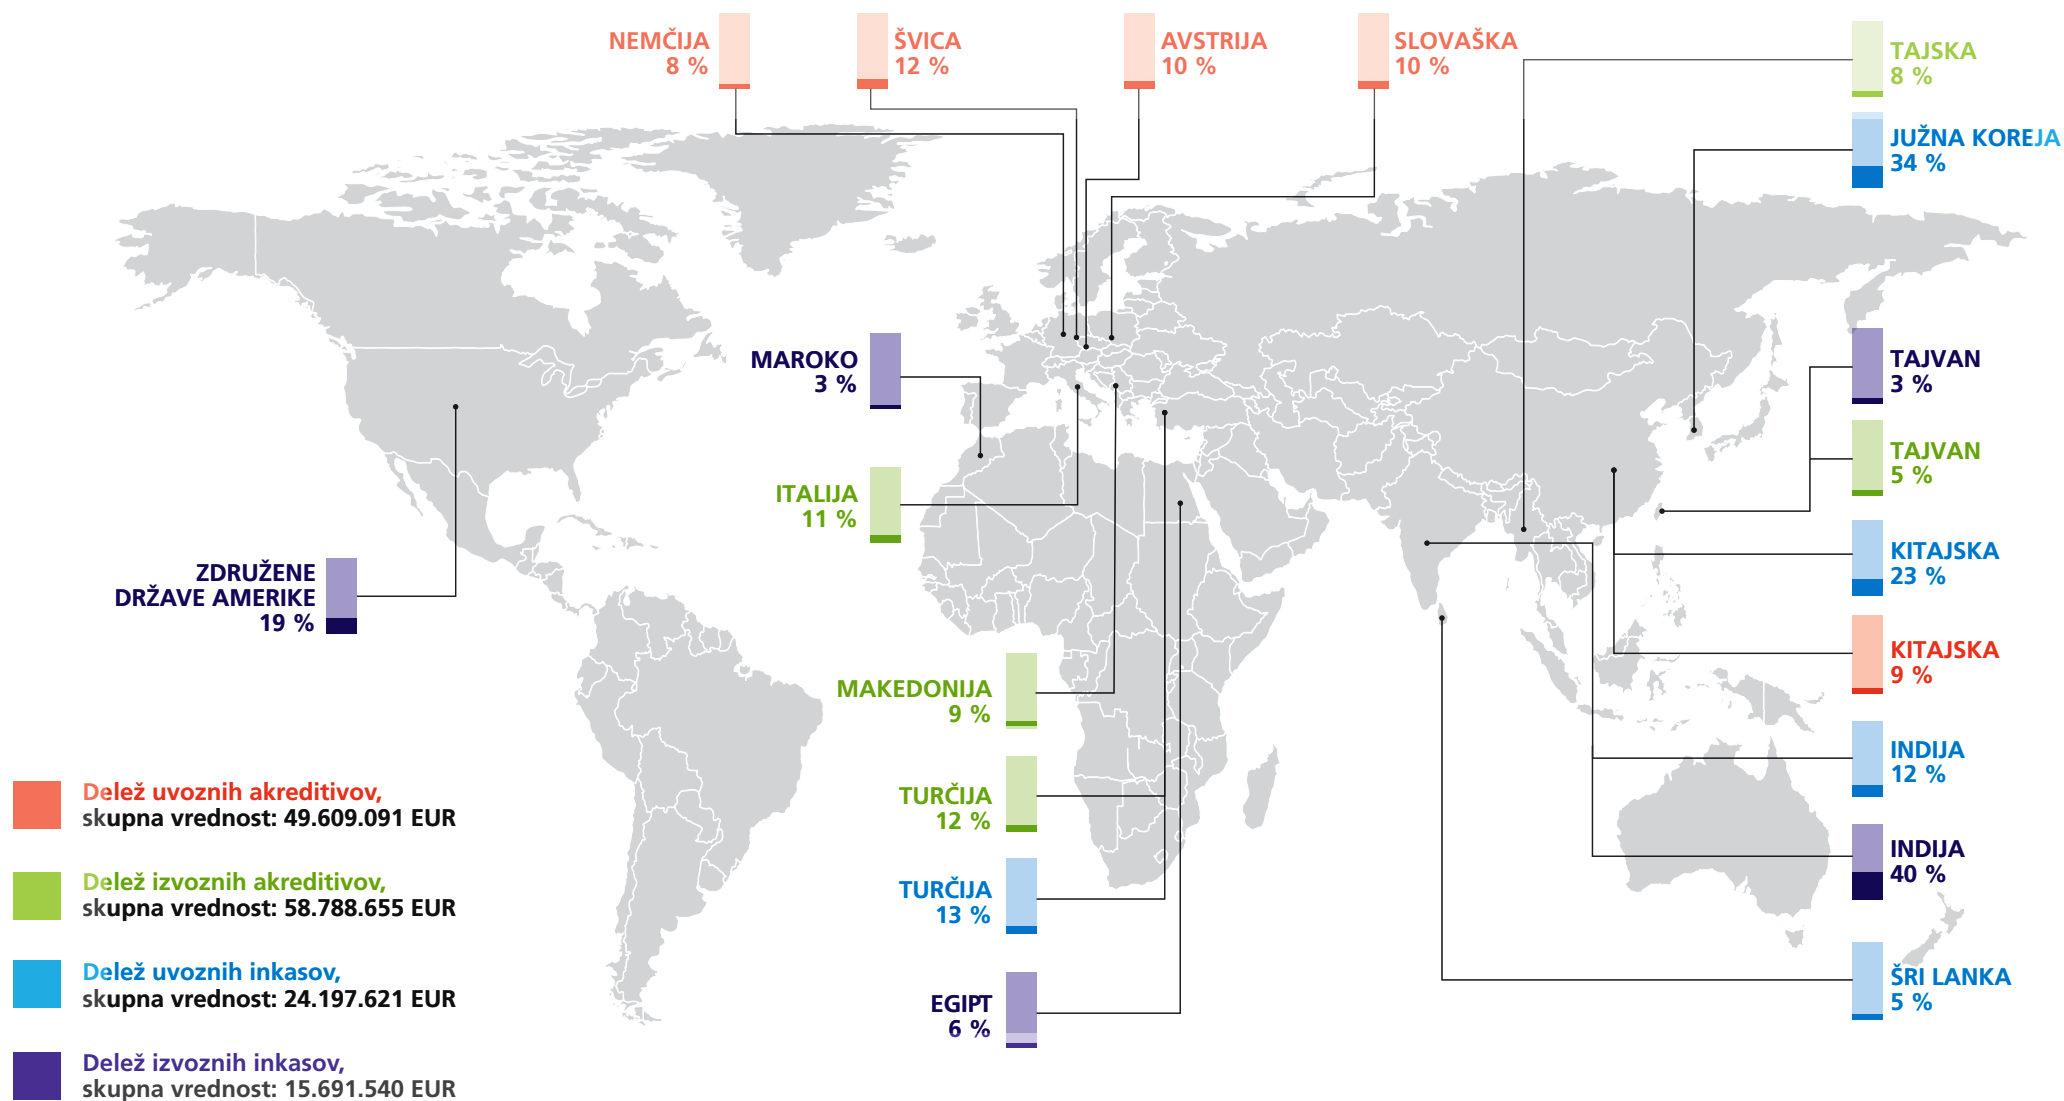 NEMČIJA
8 %
ŠVICA
12 %
AVSTRIJA
10 %
SLOVAŠKA
10 %
TAJSKA
8 %
JUŽNA KOREJA
34 %
MAROKO
3 %
TAJVAN
3 %
TAJVAN
5 %
ITALIJA
11 %
KITAJSKA
23 %
ZDRUŽENE
DRŽAVE AMERIKE
19 %
KITAJSKA
9 %
MAKEDONIJA
9 %
INDIJA
12 %
TURČIJA
12 %
INDIJA
40 %
TURČIJA
13 %
ŠRI LANKA
5 %
EGIPT
6 %
Delež uvoznih akreditivov,
skupna vrednost: 49.609.091 EUR
Delež izvoznih akreditivov,
skupna vrednost: 58.788.655 EUR
Delež uvoznih inkasov,
skupna vrednost: 24.197.621 EUR
Delež izvoznih inkasov,
skupna vrednost: 15.691.540 EUR